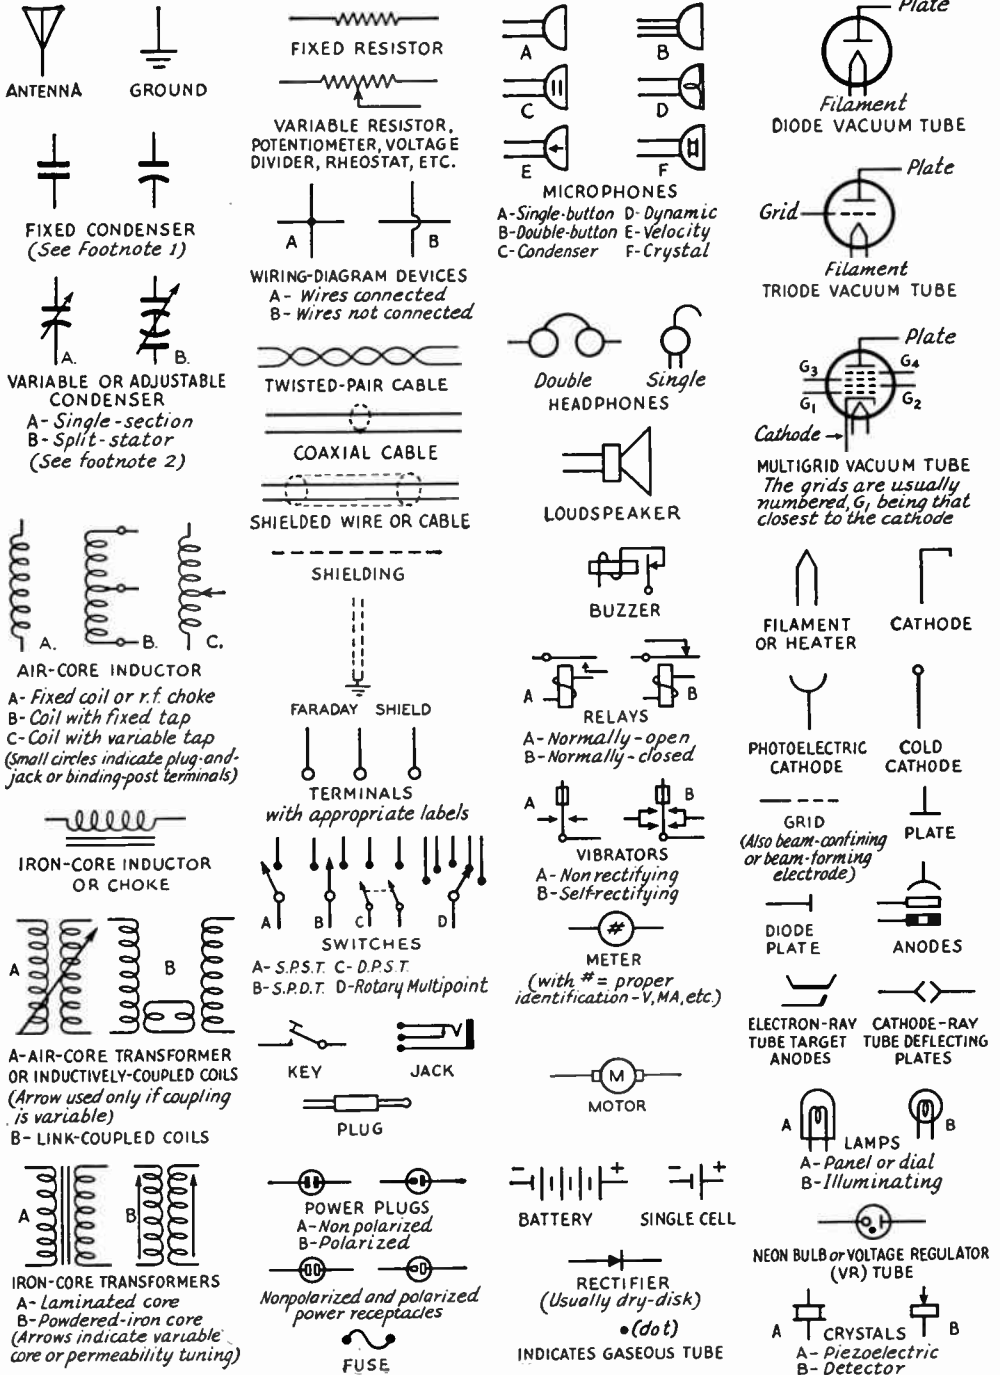 ANTENNA
GROUND
FIXED CONDENSER
(See Footnote 1)
A.
B.
VARIABLE OR ADJUSTABLE
CONDENSER
A- Single-section
B- Split-stator
(See footnote 2)
A.
B.
C.
AIR-CORE INDUCTOR
A- Fixed coil or r.f. choke
B- Coil with fixed tap
C- Coil with variable tap
(Small circles indicate plug-and-
jack or binding-post terminals)
IRON-CORE INDUCTOR
OR CHOKE
A
B
A-AIR-CORE TRANSFORMER
OR INDUCTIVELY-COUPLED COILS
(Arrow used only if coupling
is variable)
B- LINK-COUPLED COILS
A
B
IRON-CORE TRANSFORMERS
A- Laminated core
B-Powdered-iron core
(Arrows indicate variable
core or permeability tuning)
FIXED RESISTOR
VARIABLE RESISTOR,
POTENTIOMETER, VOLTAGE
DIVIDER, RHEOSTAT, ETC.
A
B
WIRING-DIAGRAM DEVICES
A- Wires connected
B- Wires not connected
TWISTED-PAIR CABLE
COAXIAL CABLE
SHIELDED WIRE OR CABLE
SHIELDING
FARADAY SHIELD
TERMINALS
with appropriate labels
A
B
C
D
SWITCHES
A- S.P.S.T. C- D.P.S.T.
B-S.P.D.T. D-Rotary Multipoint
KEY
JACK
PLUG
POWER PLUGS
A-Non polarized
B-Polarized
Nonpolarized and polarized
power receptacles
FUSE
A
B
C
D
E
F
MICROPHONES
A-Single-button D-Dynamic
B-Double-button E-Velocity
C-Condenser F-Crystal
Double
Single
HEADPHONES
LOUDSPEAKER
BUZZER
A
B
RELAYS
A-Normally-open
B-Normally-closed
A
B
VIBRATORS
A-Non rectifying
B-Self-rectifying
#
METER
(with # = proper
identification-V, MA, etc.)
M
MOTOR
- +
BATTERY
- +
SINGLE CELL
RECTIFIER
(Usually dry-disk)
•(dot)
INDICATES GASEOUS TUBE
Plate
Filament
DIODE VACUUM TUBE
Plate
Grid
Filament
TRIODE VACUUM TUBE
Plate
G3
G4
G1
G2
Cathode
MULTIGRID VACUUM TUBE
The grids are usually
numbered, G1 being that
closest to the cathode
FILAMENT
OR HEATER
CATHODE
PHOTOELECTRIC
CATHODE
COLD
CATHODE
GRID
(Also beam-confining
or beam-forming
electrode)
PLATE
DIODE
PLATE
ANODES
ELECTRON-RAY
TUBE TARGET
ANODES
CATHODE-RAY
TUBE DEFLECTING
PLATES
A
B
LAMPS
A-Panel or dial
B-Illuminating
NEON BULB or VOLTAGE REGULATOR
(VR) TUBE
A
B
CRYSTALS
A- Piezoelectric
B- Detector